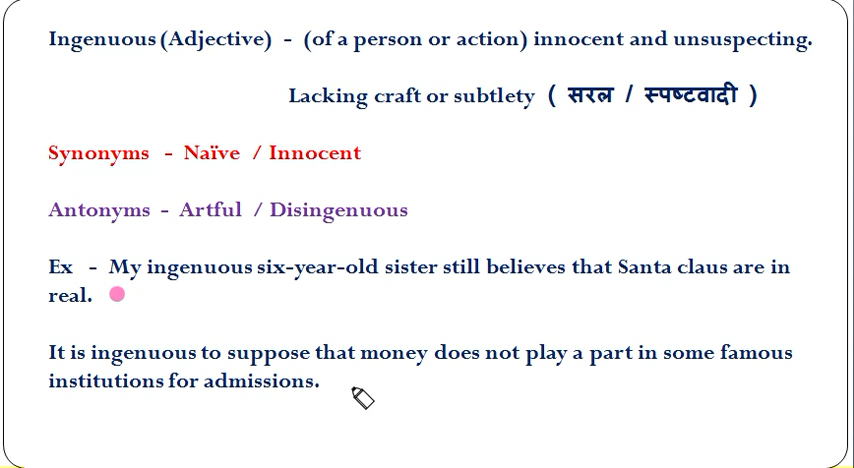 Ingenuous (Adjective) - (of a person or action) innocent and unsuspecting.
Lacking craft or subtlety ( सरल / स्पष्टवादी )
Synonyms - Naïve / Innocent
Antonyms - Artful / Disingenuous
Ex - My ingenuous six-year-old sister still believes that Santa claus are in
real.
It is ingenuous to suppose that money does not play a part in some famous
institutions for admissions.